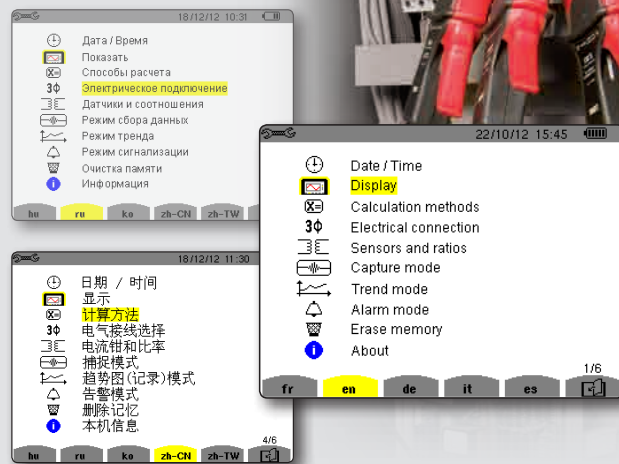 18/12/12 10:31
Дата / Время
Показать
Способы расчета
3Φ Электрическое подключение
Датчики и соотношения
Режим сбора данных
Режим тренда
Режим сигнализации
Очистка памяти
Информация
hu ru ko zh-CN zh-TW
22/10/12 15:45
Date / Time
Display
X= Calculation methods
3Φ Electrical connection
Sensors and ratios
Capture mode
Trend mode
Alarm mode
Erase memory
i About
1/6
fr en de it es
18/12/12 11:30
日期 / 时间
显示
X= 计算方法
3Φ 电气接线选择
电流钳和比率
捕捉模式
趋势图(记录)模式
告警模式
删除记忆
i 本机信息
4/6
hu ru ko zh-CN zh-TW